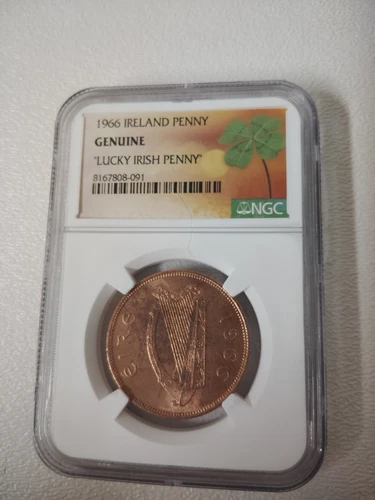 1966 IRELAND PENNY
GENUINE
"LUCKY IRISH PENNY"
8167808-091
NGC
éIRe 1966